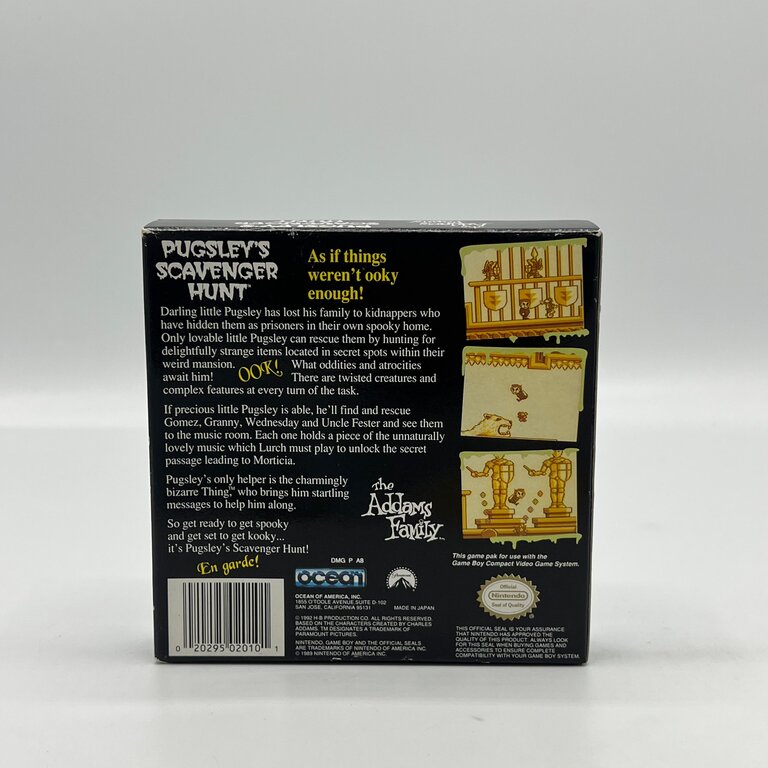 PUGSLEY'S
SCAVENGER
HUNT™
As if things
weren't ooky
enough!
Darling little Pugsley has lost his family to kidnappers who
have hidden them as prisoners in their own spooky home.
Only lovable little Pugsley can rescue them by hunting for
delightfully strange items located in secret spots within their
weird mansion. OOK! What oddities and atrocities
await him! There are twisted creatures and
complex features at every turn of the task.
If precious little Pugsley is able, he'll find and rescue
Gomez, Granny, Wednesday and Uncle Fester and see them
to the music room. Each one holds a piece of the unnaturally
lovely music which Lurch must play to unlock the secret
passage leading to Morticia.
Pugsley's only helper is the charmingly
bizarre Thing,™ who brings him startling
messages to help him along.
So get ready to get spooky
and get set to get kooky...
it's Pugsley's Scavenger Hunt!
En garde!
The
Addams
Family™
This game pak for use with the
Game Boy Compact Video Game System.
DMG P AB
ocean
Paramount
OCEAN OF AMERICA, INC.
1855 O'TOOLE AVENUE, SUITE D-102
SAN JOSE, CALIFORNIA 95131
MADE IN JAPAN
© 1992 H-B PRODUCTION CO. ALL RIGHTS RESERVED.
BASED ON THE CHARACTERS CREATED BY CHARLES
ADDAMS. TM DESIGNATES A TRADEMARK OF
PARAMOUNT PICTURES.
NINTENDO, GAME BOY AND THE OFFICIAL SEALS
ARE TRADEMARKS OF NINTENDO OF AMERICA INC.
© 1989 NINTENDO OF AMERICA INC.
0 20295 02010 1
Official
Nintendo
Seal of Quality
THIS OFFICIAL SEAL IS YOUR ASSURANCE
THAT NINTENDO HAS APPROVED THE
QUALITY OF THIS PRODUCT. ALWAYS LOOK
FOR THIS SEAL WHEN BUYING GAMES AND
ACCESSORIES TO ENSURE COMPLETE
COMPATIBILITY WITH YOUR GAME BOY SYSTEM.